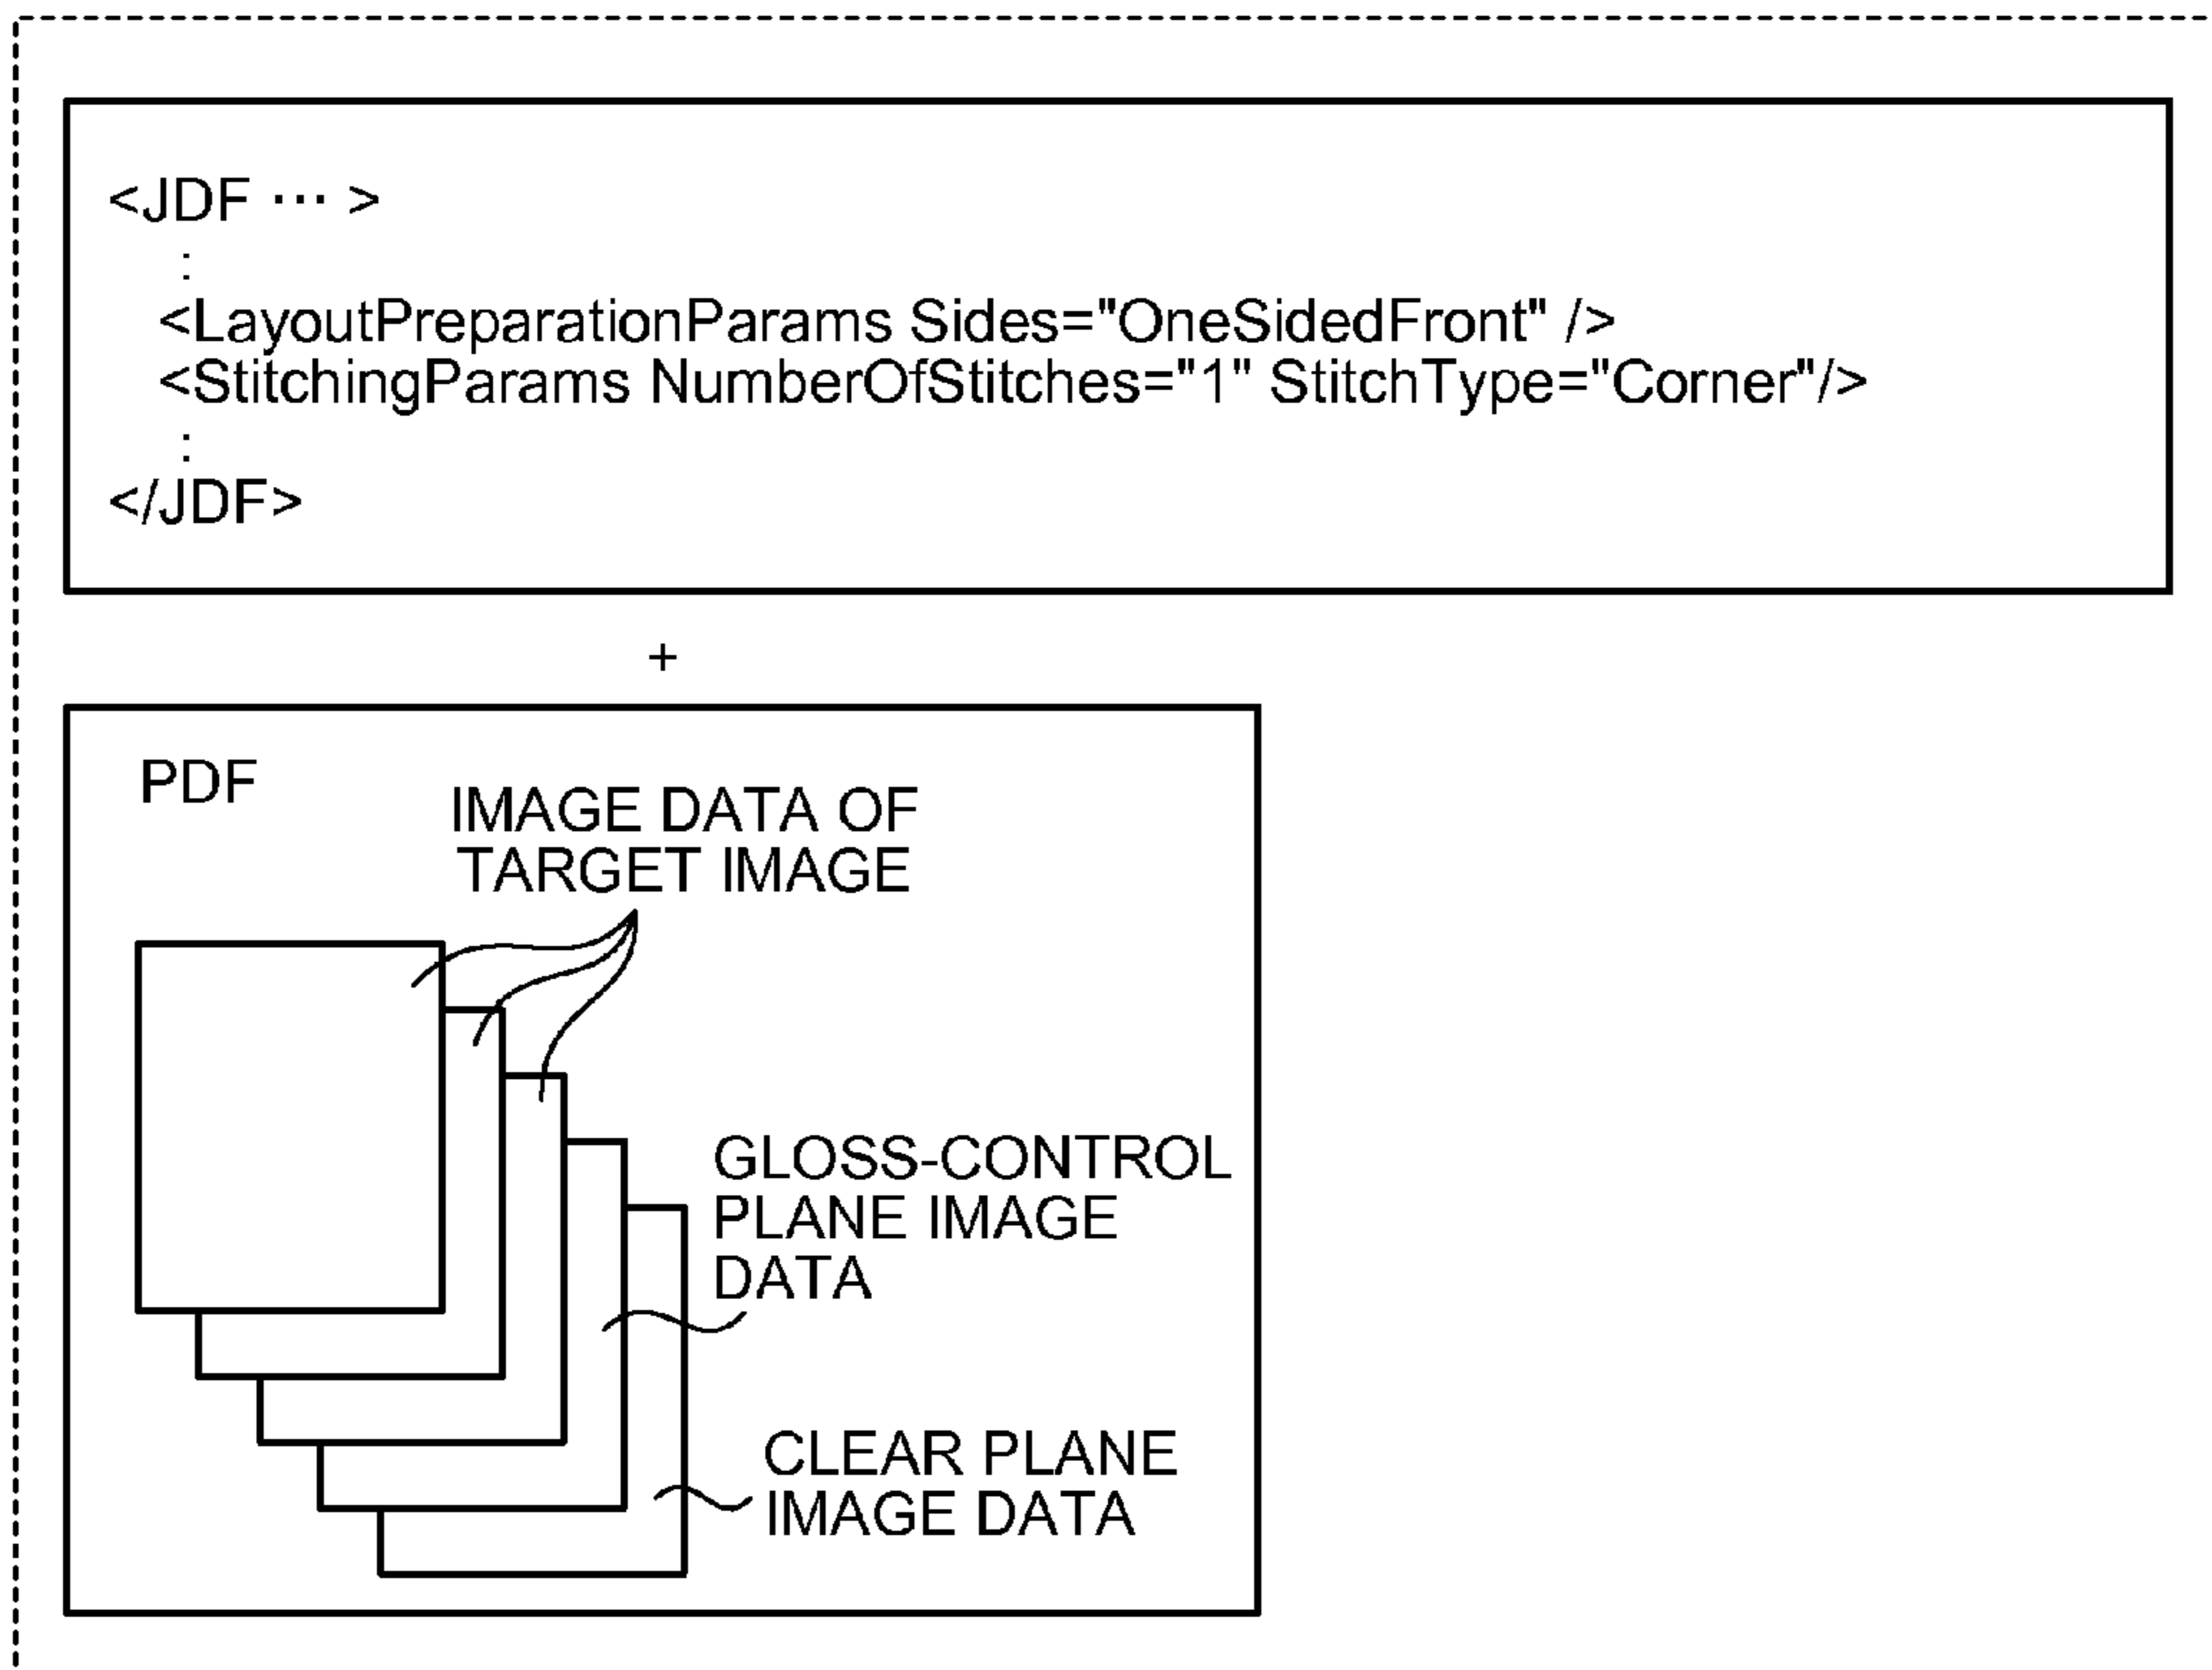 <JDF ··· >
:
<LayoutPreparationParams Sides="OneSidedFront" />
<StitchingParams NumberOfStitches="1" StitchType="Corner"/>
:
</JDF>
+
PDF
IMAGE DATA OF
TARGET IMAGE
GLOSS-CONTROL
PLANE IMAGE
DATA
CLEAR PLANE
IMAGE DATA